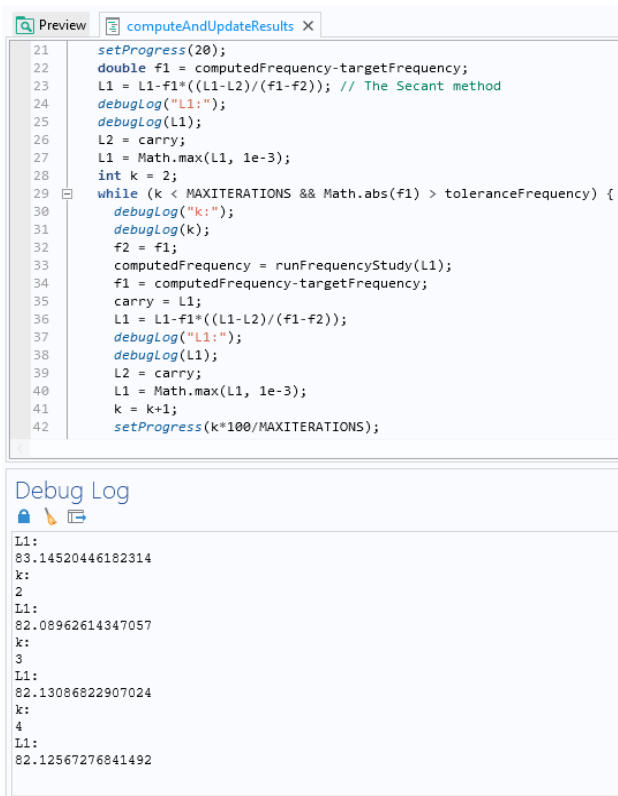 Preview computeAndUpdateResults
21 setProgress(20);
22 double f1 = computedFrequency-targetFrequency;
23 L1 = L1-f1*((L1-L2)/(f1-f2)); // The Secant method
24 debugLog("L1:");
25 debugLog(L1);
26 L2 = carry;
27 L1 = Math.max(L1, 1e-3);
28 int k = 2;
29 while (k < MAXITERATIONS && Math.abs(f1) > toleranceFrequency) {
30 debugLog("k:");
31 debugLog(k);
32 f2 = f1;
33 computedFrequency = runFrequencyStudy(L1);
34 f1 = computedFrequency-targetFrequency;
35 carry = L1;
36 L1 = L1-f1*((L1-L2)/(f1-f2));
37 debugLog("L1:");
38 debugLog(L1);
39 L2 = carry;
40 L1 = Math.max(L1, 1e-3);
41 k = k+1;
42 setProgress(k*100/MAXITERATIONS);
Debug Log
L1:
83.14520446182314
k:
2
L1:
82.08962614347057
k:
3
L1:
82.13086822907024
k:
4
L1:
82.12567276841492